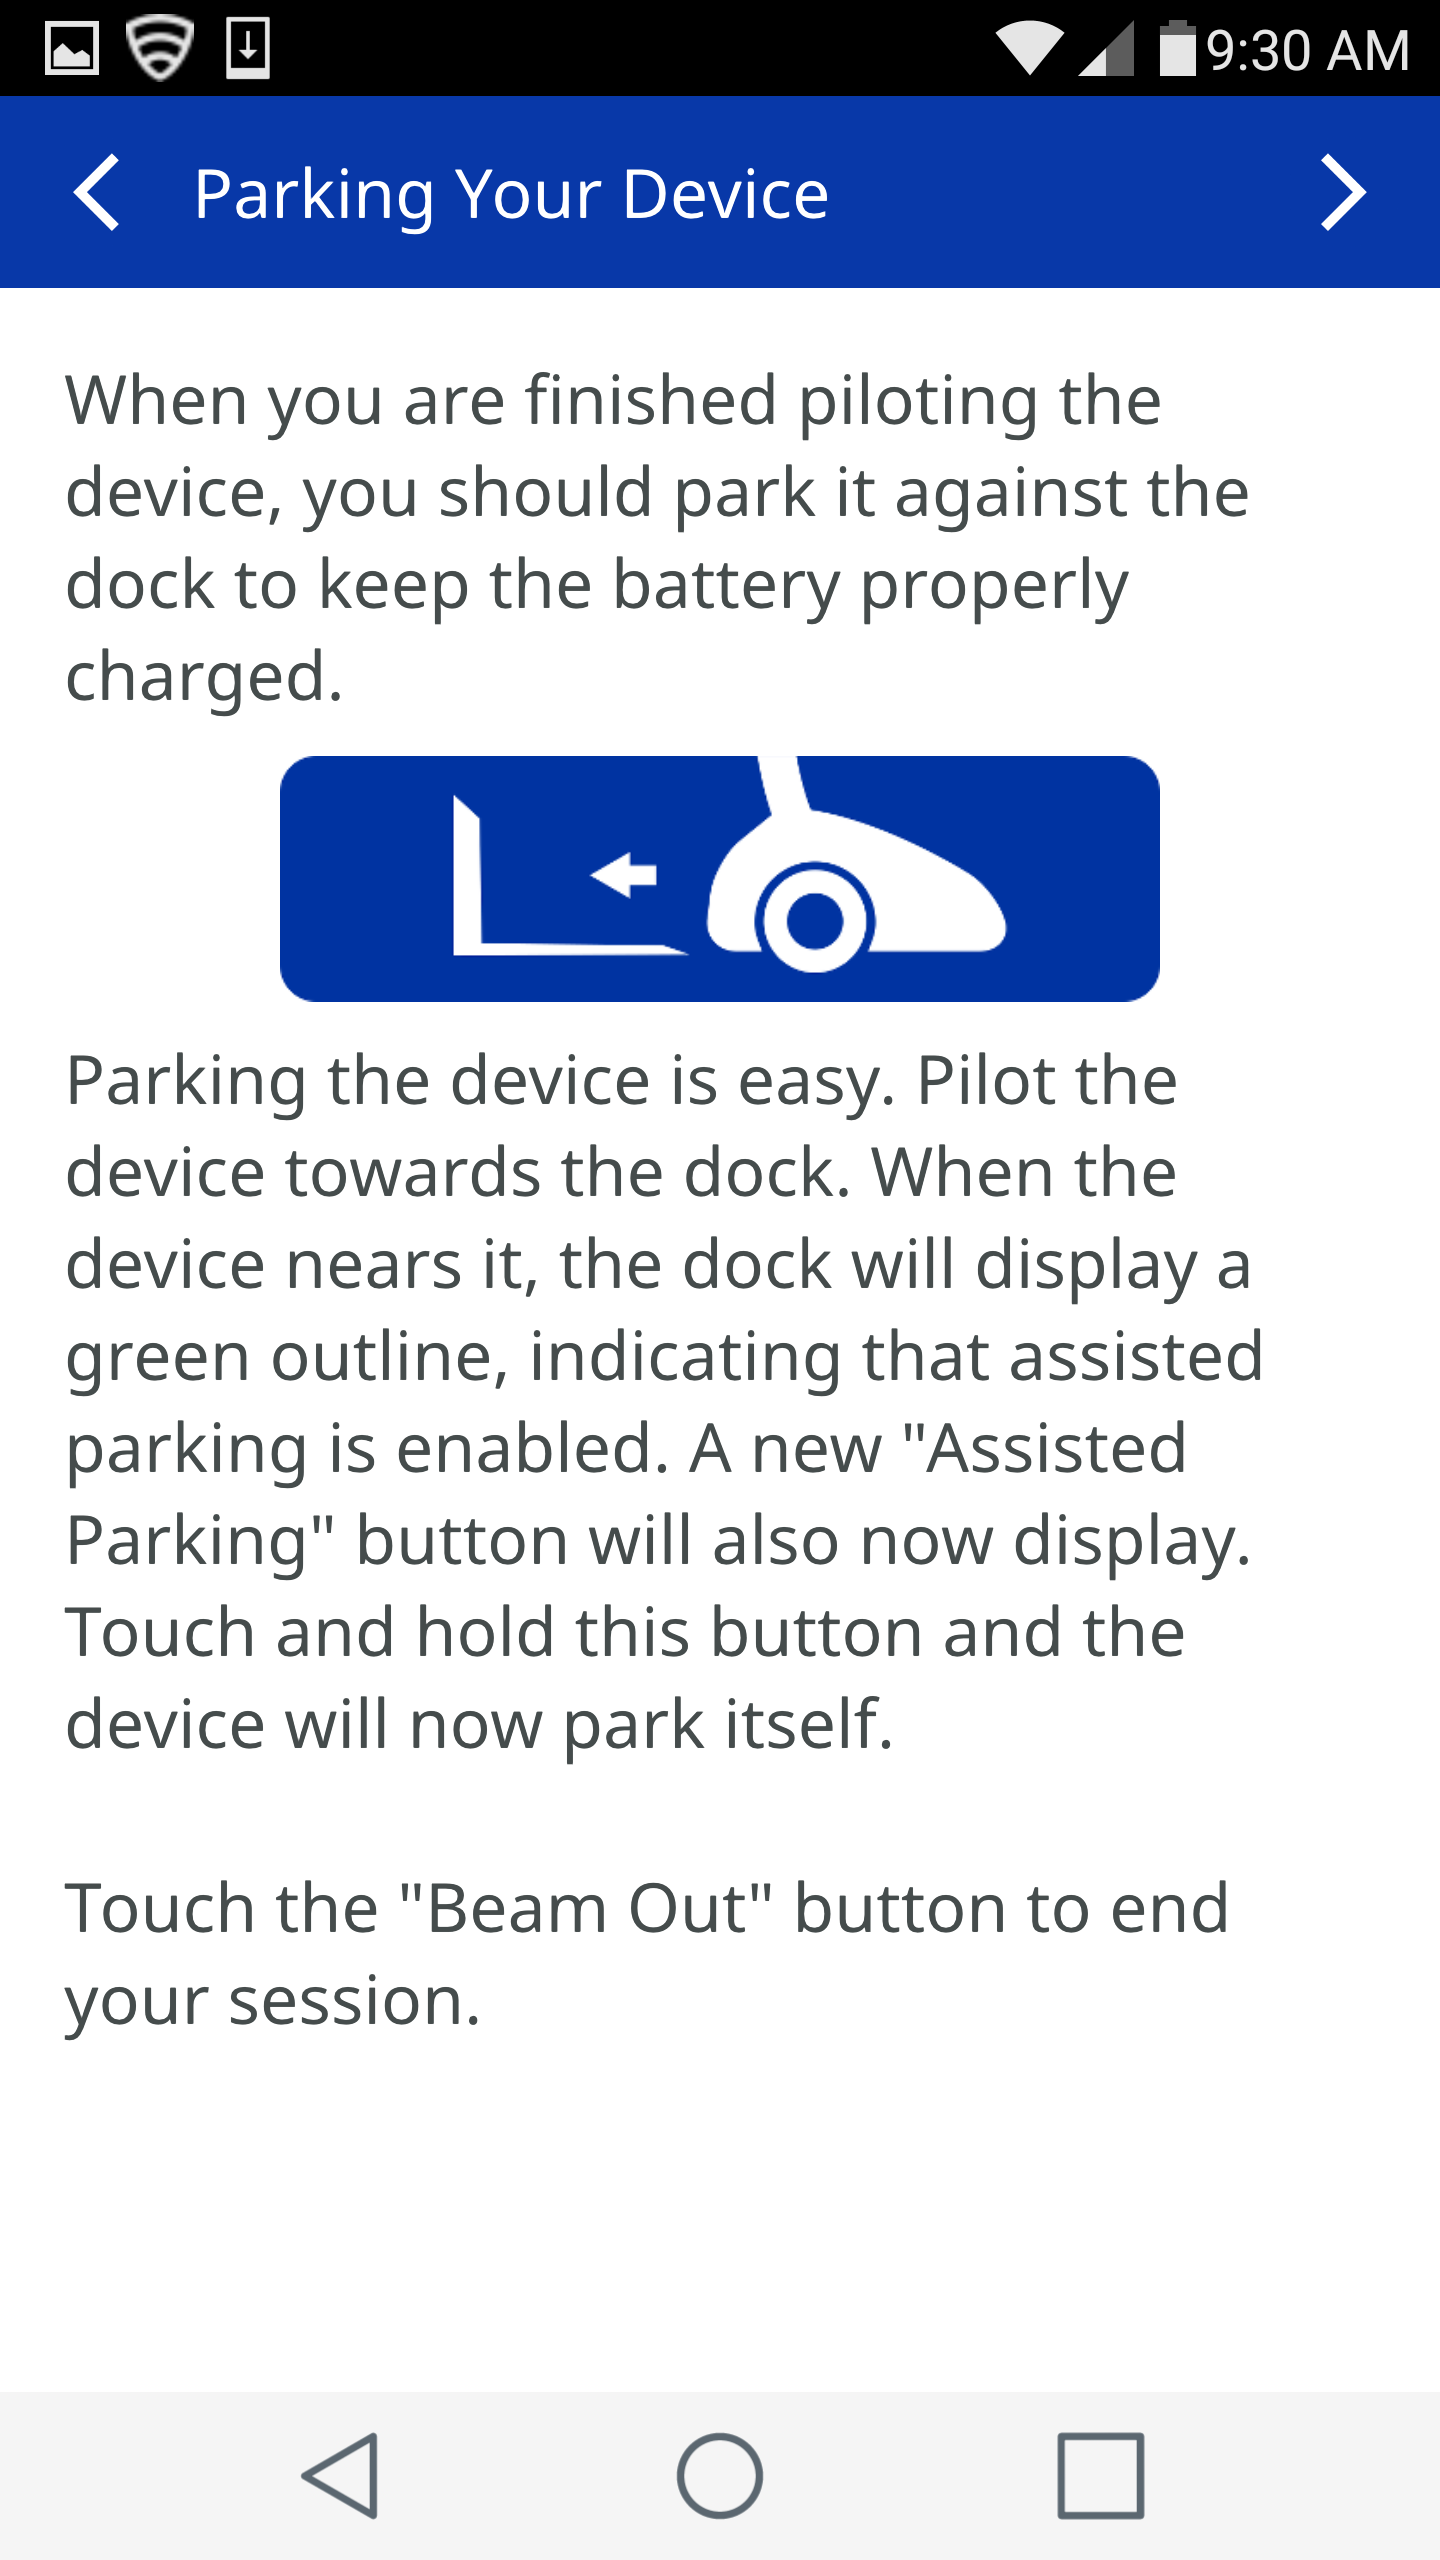 9:30 AM
Parking Your Device
When you are finished piloting the
device, you should park it against the
dock to keep the battery properly
charged.
Parking the device is easy. Pilot the
device towards the dock. When the
device nears it, the dock will display a
green outline, indicating that assisted
parking is enabled. A new "Assisted
Parking" button will also now display.
Touch and hold this button and the
device will now park itself.
Touch the "Beam Out" button to end
your session.